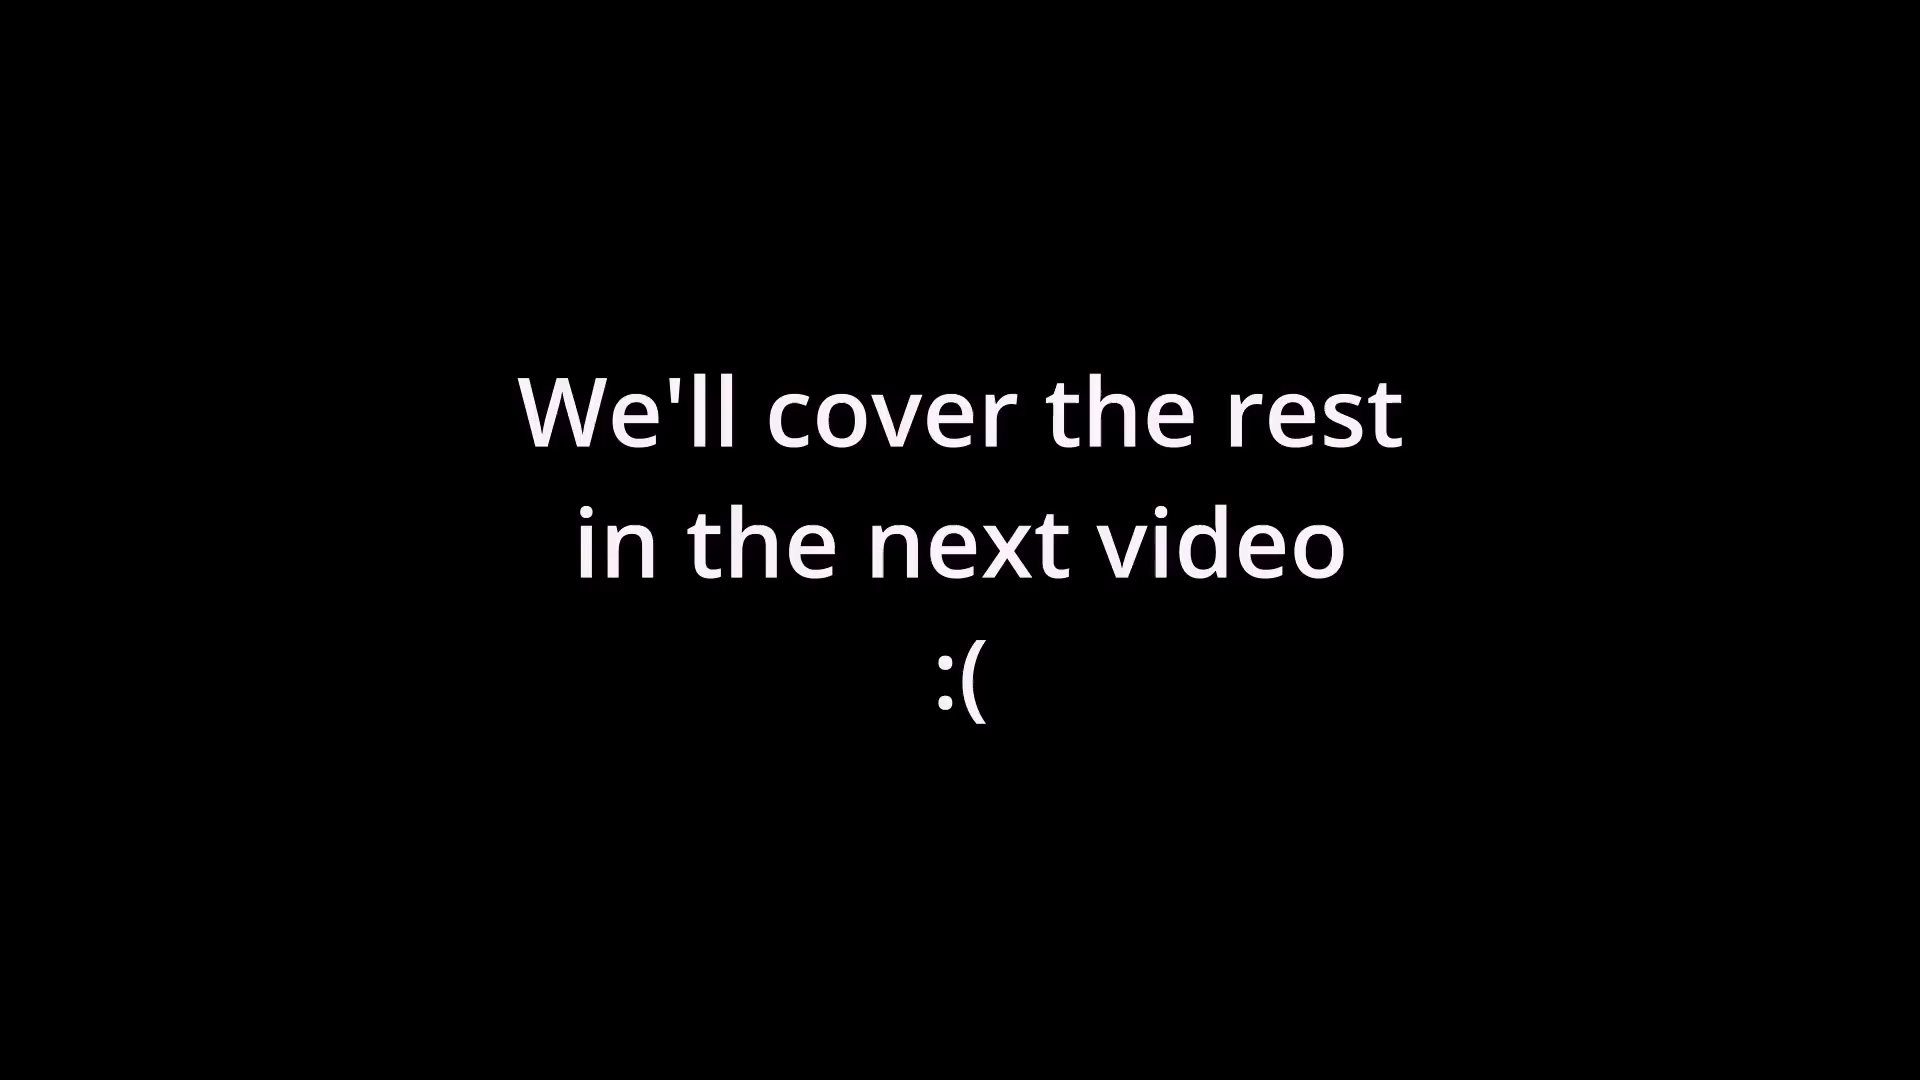 We'll cover the rest
in the next video
:(